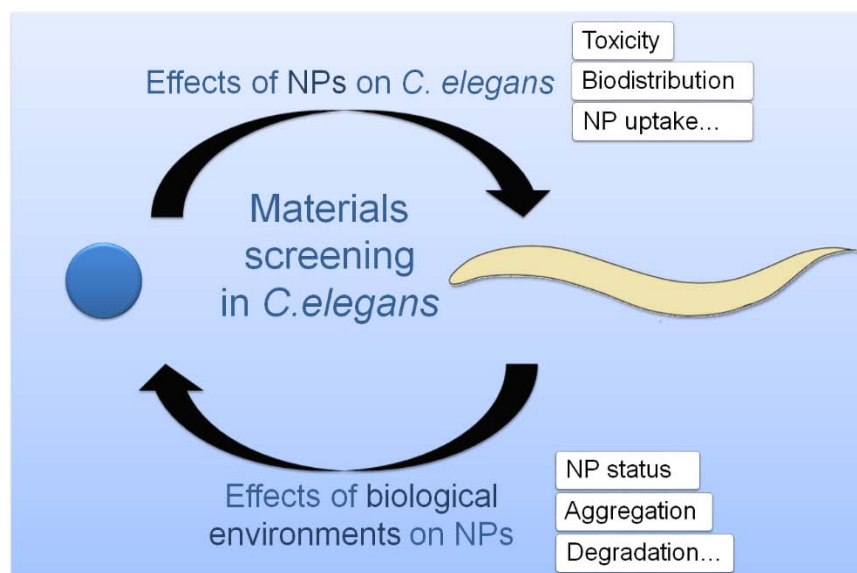 Toxicity
Effects of NPs on C. elegans
Biodistribution
NP uptake...
Materials
screening
in C.elegans
NP status
Effects of biological
environments on NPs
Aggregation
Degradation...